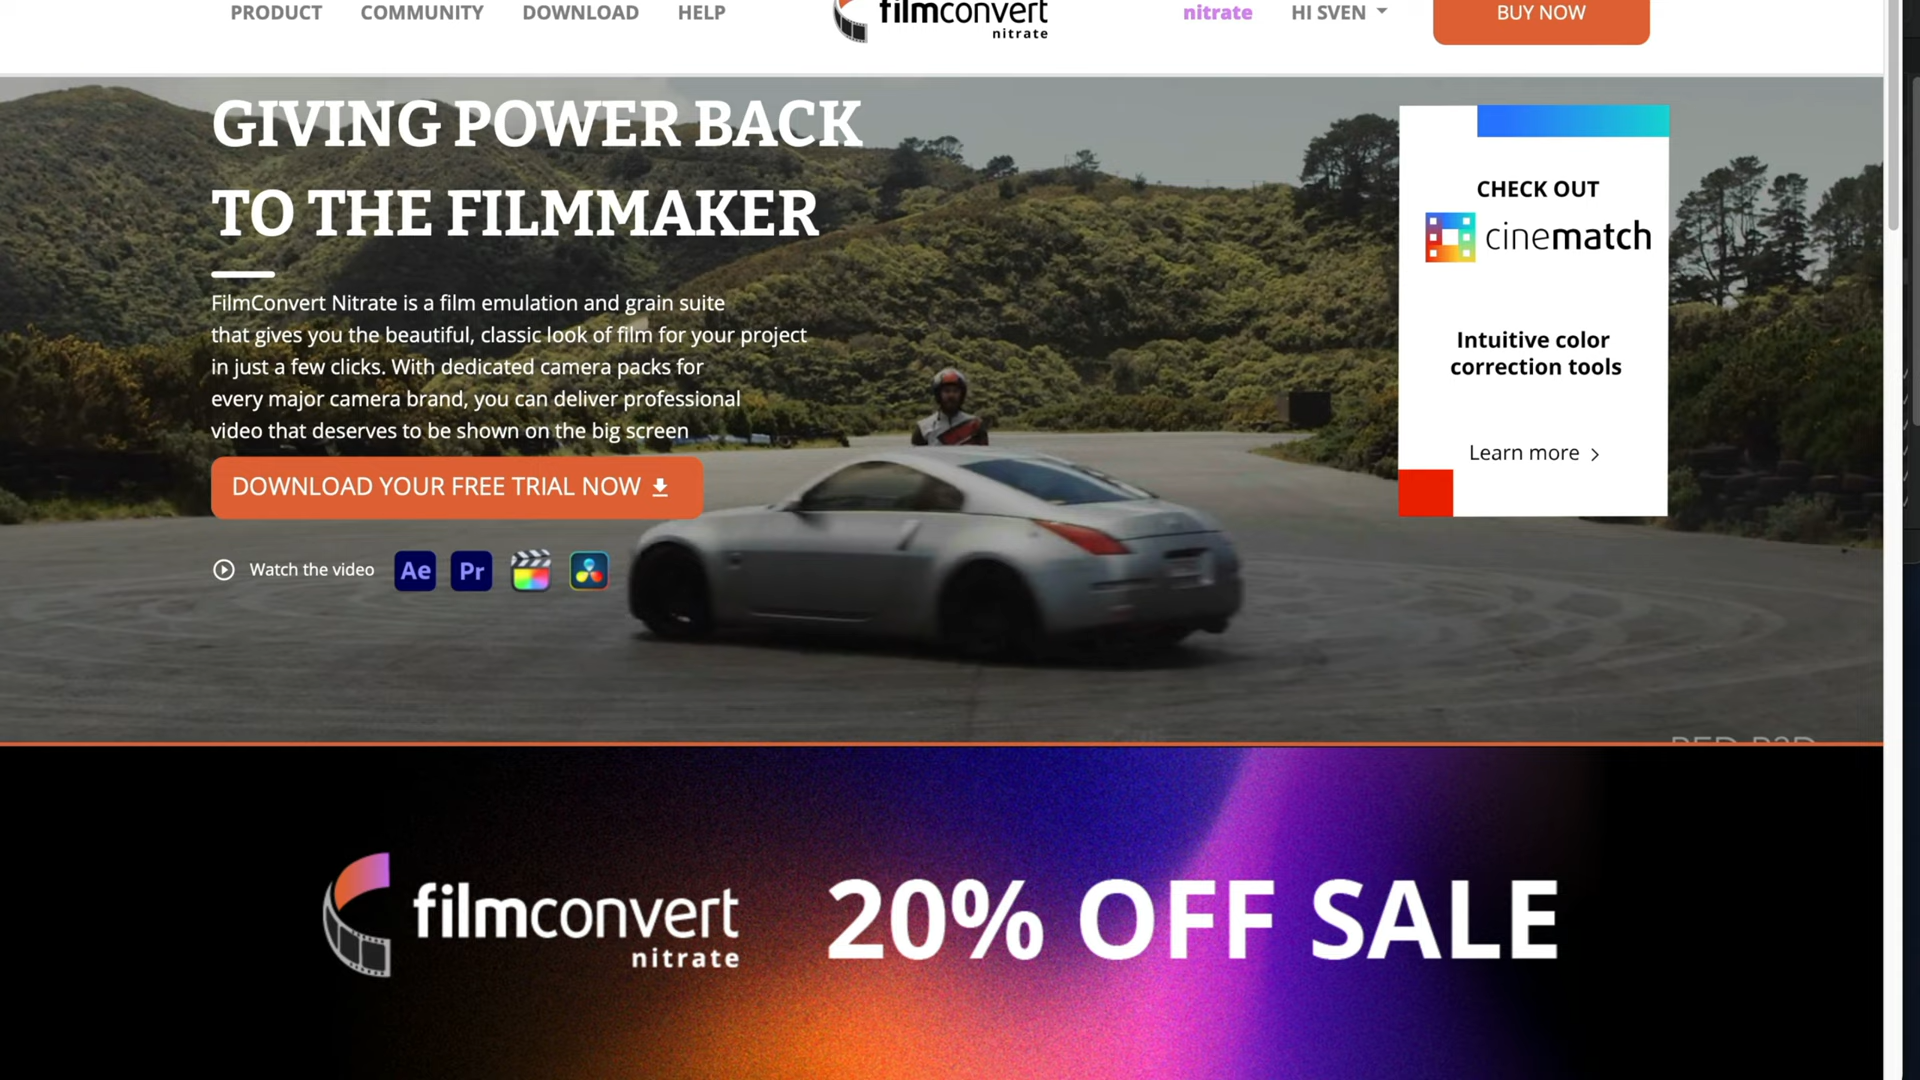 PRODUCT COMMUNITY DOWNLOAD HELP filmconvert nitrate HI SVEN BUY NOW
nitrate
GIVING POWER BACK
TO THE FILMMAKER
FilmConvert Nitrate is a film emulation and grain suite
that gives you the beautiful, classic look of film for your project
in just a few clicks. With dedicated camera packs for
every major camera brand, you can deliver professional
video that deserves to be shown on the big screen
DOWNLOAD YOUR FREE TRIAL NOW
Watch the video Ae Pr
CHECK OUT
cinematch
Intuitive color
correction tools
Learn more
filmconvert
nitrate
20% OFF SALE